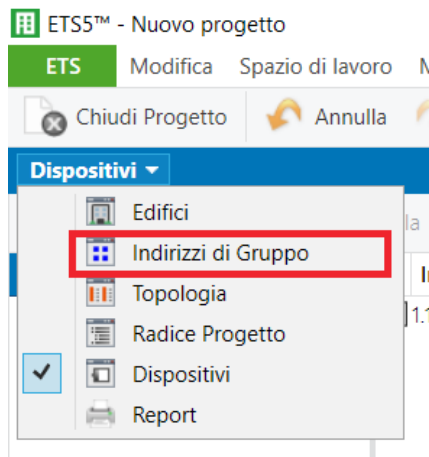 ETS5™ - Nuovo progetto
ETS Modifica Spazio di lavoro
Chiudi Progetto Annulla
Dispositivi
Edifici
Indirizzi di Gruppo
Topologia
Radice Progetto
Dispositivi
Report